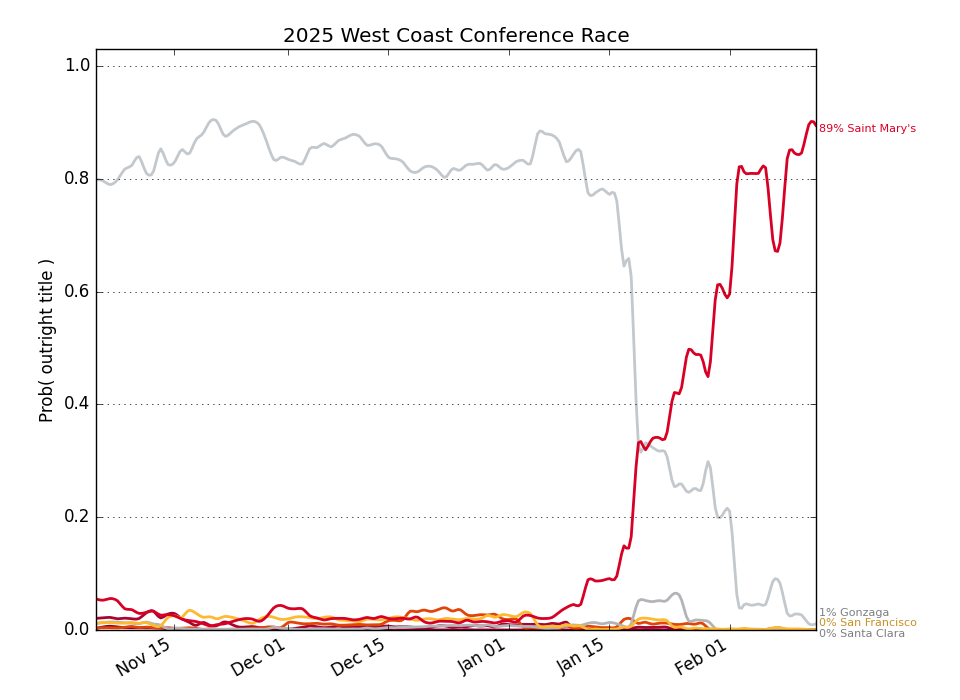 2025 West Coast Conference Race
1.0
0.8
0.6
0.4
0.2
0.0
Prob( outright title )
89% Saint Mary's
1% Gonzaga
0% San Francisco
0% Santa Clara
Nov 15
Dec 01
Dec 15
Jan 01
Jan 15
Feb 01